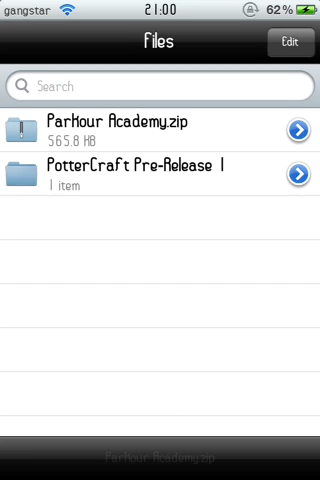 gangstar 21:00 62%
Files Edit
Search
Parkour Academy.zip
565.8 KB
PotterCraft Pre-Release 1
1 item
Parkour Academy.zip